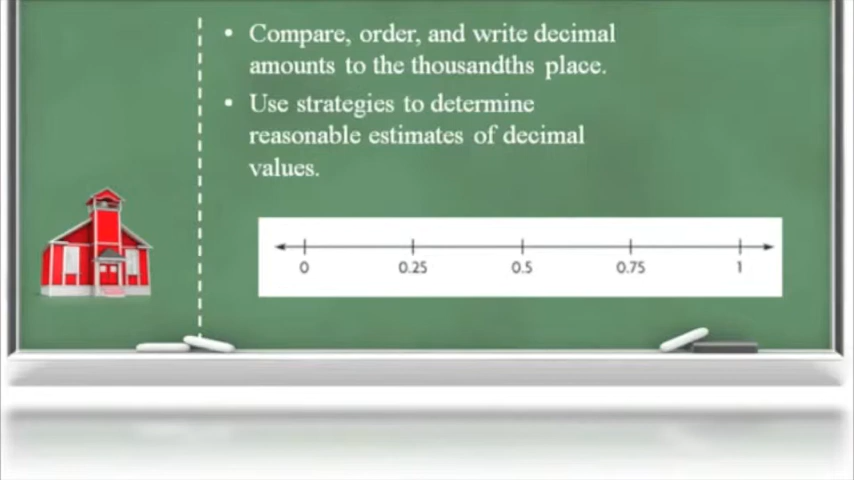 • Compare, order, and write decimal
amounts to the thousandths place.
• Use strategies to determine
reasonable estimates of decimal
values.
0 0.25 0.5 0.75 1